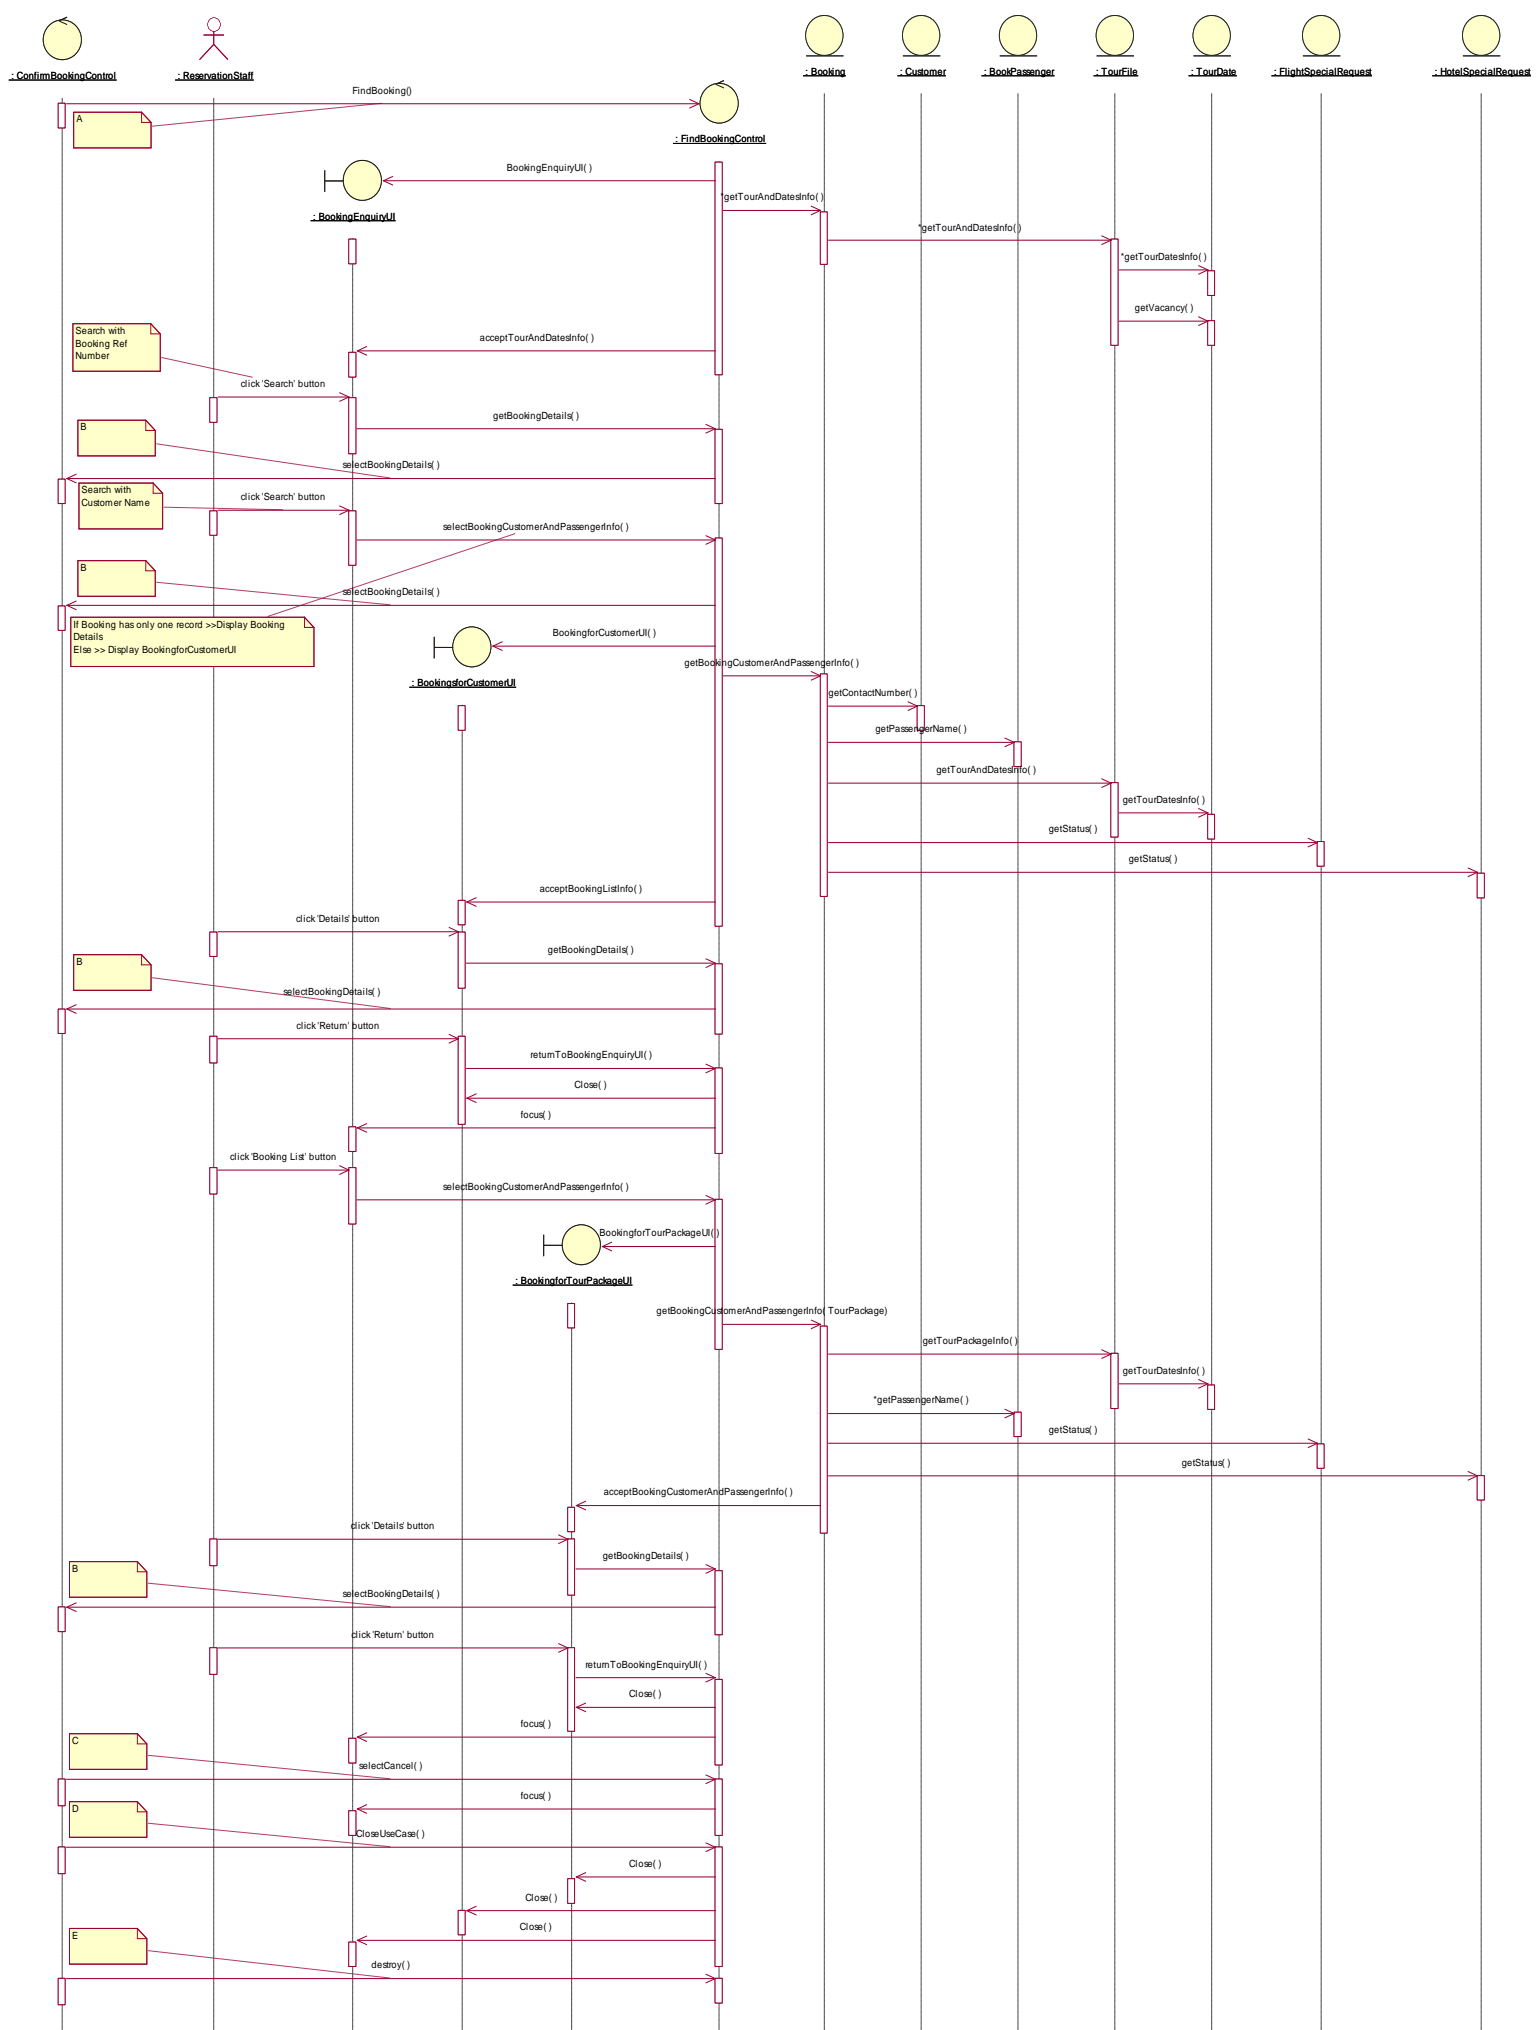 : ConfirmBookingControl
: ReservationStaff
: Booking
: Customer
: BookPassenger
: TourFile
: TourDate
: FlightSpecialRequest
: HotelSpecialRequest
FindBooking()
A
: FindBookingControl
BookingEnquiryUI( )
*getTourAndDatesInfo( )
: BookingEnquiryUI
*getTourAndDatesInfo( )
*getTourDatesInfo( )
getVacancy( )
Search with
Booking Ref
Number
acceptTourAndDatesInfo( )
click 'Search' button
getBookingDetails( )
B
selectBookingDetails( )
Search with
Customer Name
click 'Search' button
selectBookingCustomerAndPassengerInfo( )
B
selectBookingDetails( )
If Booking has only one record >>Display Booking
Details
Else >> Display BookingforCustomerUI
BookingforCustomerUI( )
getBookingCustomerAndPassengerInfo( )
: BookingsforCustomerUI
getContactNumber( )
getPassengerName( )
getTourAndDatesInfo( )
getTourDatesInfo( )
getStatus( )
getStatus( )
acceptBookingListInfo( )
click 'Details' button
getBookingDetails( )
B
selectBookingDetails( )
click 'Return' button
returnToBookingEnquiryUI( )
Close( )
focus( )
click 'Booking List' button
selectBookingCustomerAndPassengerInfo( )
BookingforTourPackageUI( )
: BookingforTourPackageUI
getBookingCustomerAndPassengerInfo( TourPackage)
getTourPackageInfo( )
getTourDatesInfo( )
*getPassengerName( )
getStatus( )
getStatus( )
acceptBookingCustomerAndPassengerInfo( )
click 'Details' button
getBookingDetails( )
B
selectBookingDetails( )
click 'Return' button
returnToBookingEnquiryUI( )
Close( )
focus( )
C
selectCancel( )
focus( )
D
CloseUseCase( )
Close( )
Close( )
Close( )
E
destroy( )